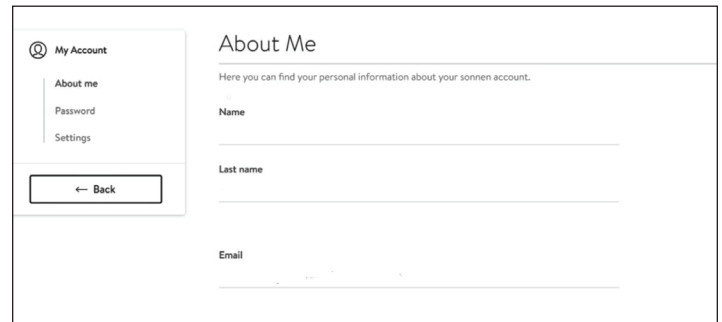 My Account
About me
Password
Settings
← Back
About Me
Here you can find your personal information about your sonnen account.
Name
Last name
Email